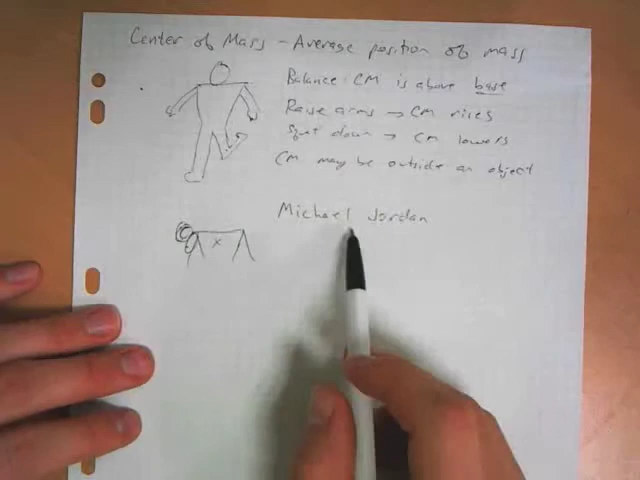 Center of Mass - Average position of mass
Balance CM is above base
Raise arms → CM rises
Squat down → CM lowers
CM may be outside an object
Michael Jordan
x